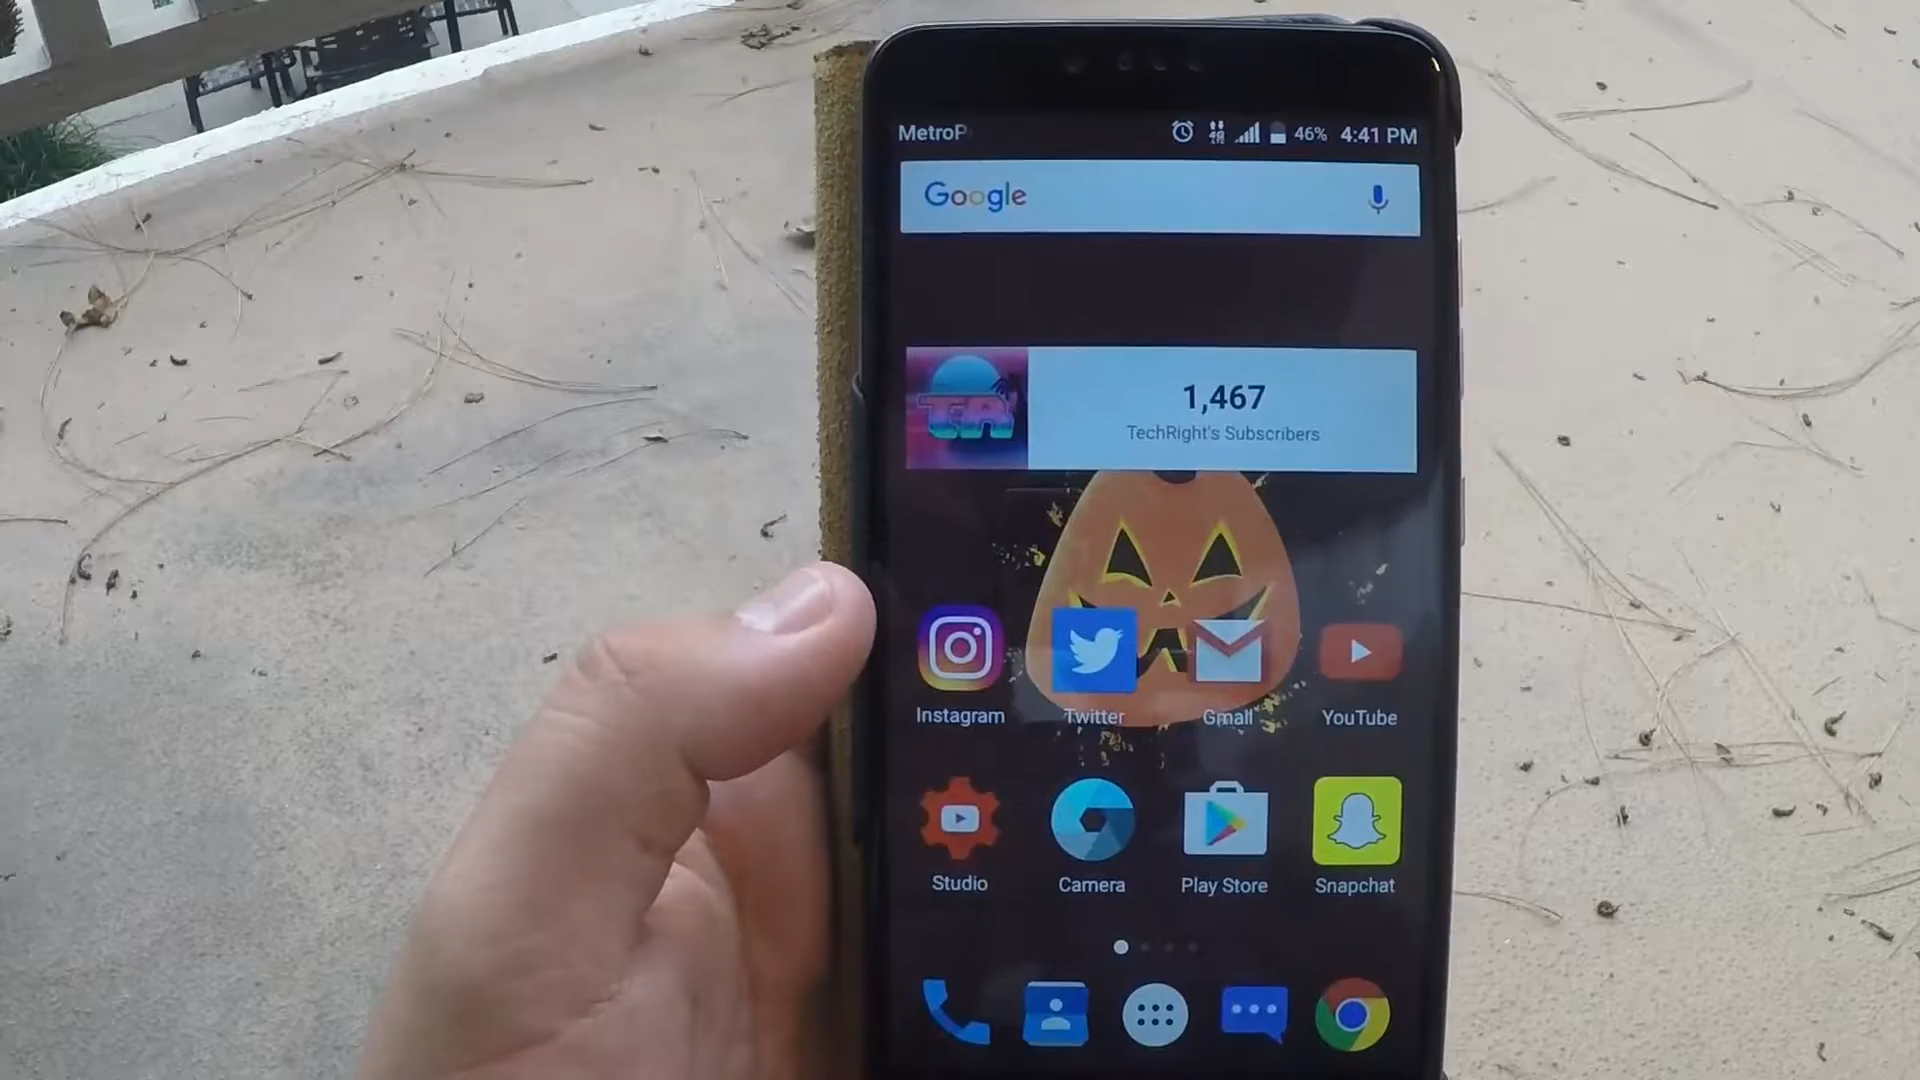 MetroP
46% 4:41 PM
Google
TR
1,467
TechRight's Subscribers
Instagram Twitter Gmail YouTube
Studio Camera Play Store Snapchat